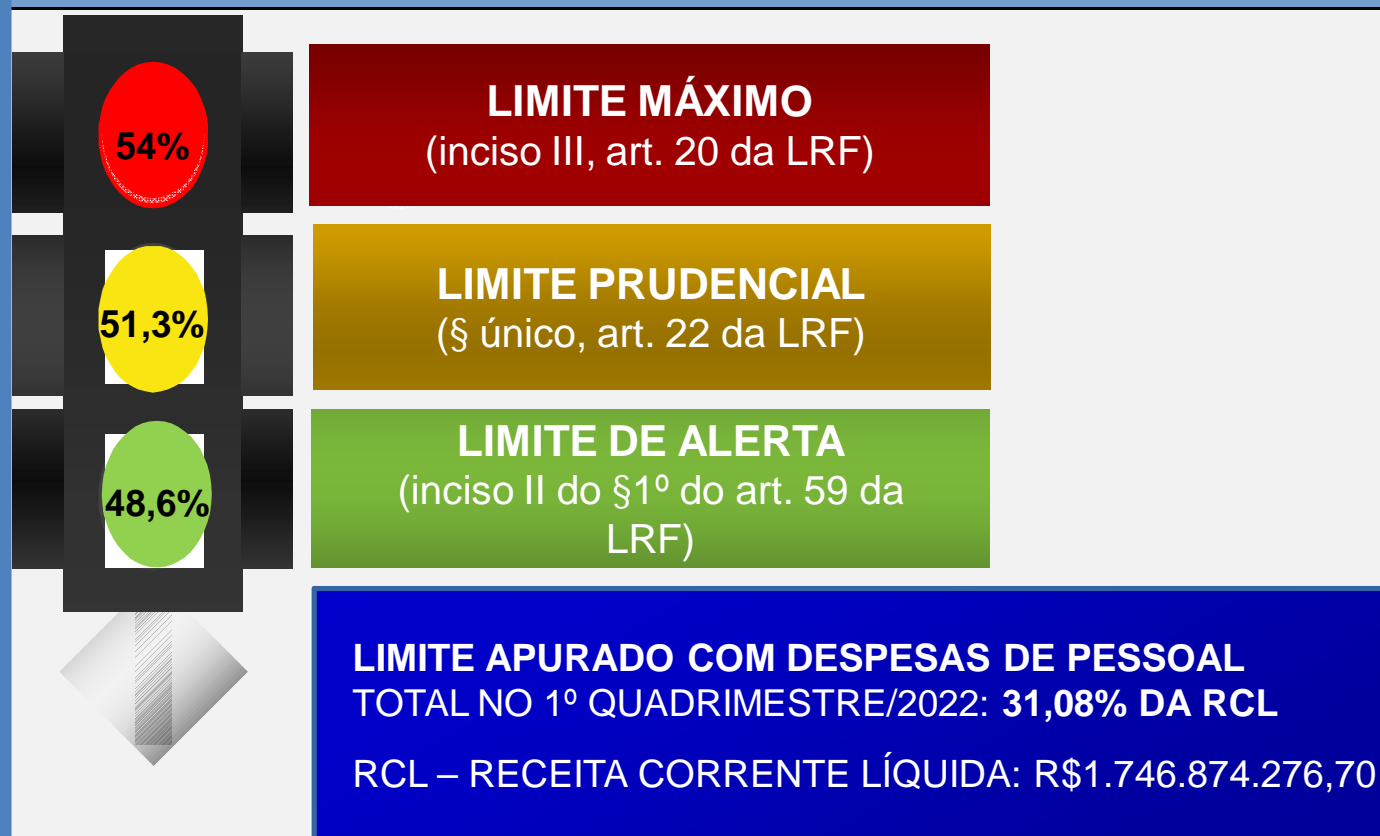 54%
LIMITE MÁXIMO
(inciso III, art. 20 da LRF)
51,3%
LIMITE PRUDENCIAL
(§ único, art. 22 da LRF)
48,6%
LIMITE DE ALERTA
(inciso II do §1º do art. 59 da
LRF)
LIMITE APURADO COM DESPESAS DE PESSOAL
TOTAL NO 1º QUADRIMESTRE/2022: 31,08% DA RCL
RCL – RECEITA CORRENTE LÍQUIDA: R$1.746.874.276,70